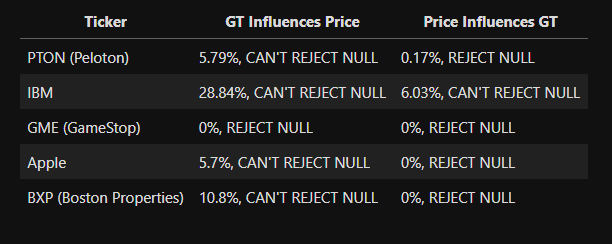 Ticker GT Influences Price Price Influences GT
PTON (Peloton) 5.79%, CAN'T REJECT NULL 0.17%, REJECT NULL
IBM 28.84%, CAN'T REJECT NULL 6.03%, CAN'T REJECT NULL
GME (GameStop) 0%, REJECT NULL 0%, REJECT NULL
Apple 5.7%, CAN'T REJECT NULL 0%, REJECT NULL
BXP (Boston Properties) 10.8%, CAN'T REJECT NULL 0%, REJECT NULL